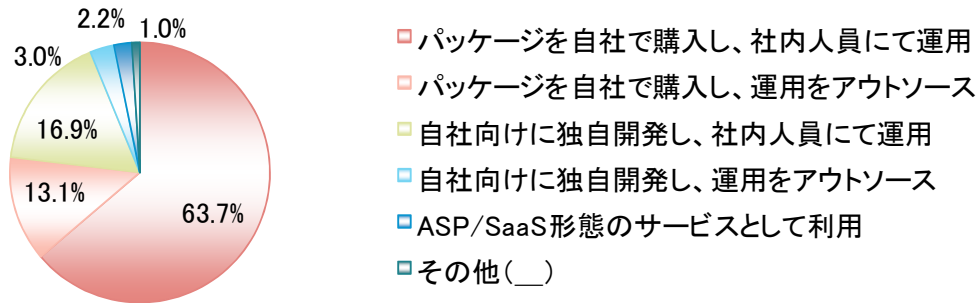 2.2%
1.0%
3.0%
16.9%
13.1%
63.7%
パッケージを自社で購入し、社内人員にて運用
パッケージを自社で購入し、運用をアウトソース
自社向けに独自開発し、社内人員にて運用
自社向けに独自開発し、運用をアウトソース
ASP/SaaS形態のサービスとして利用
その他(__)